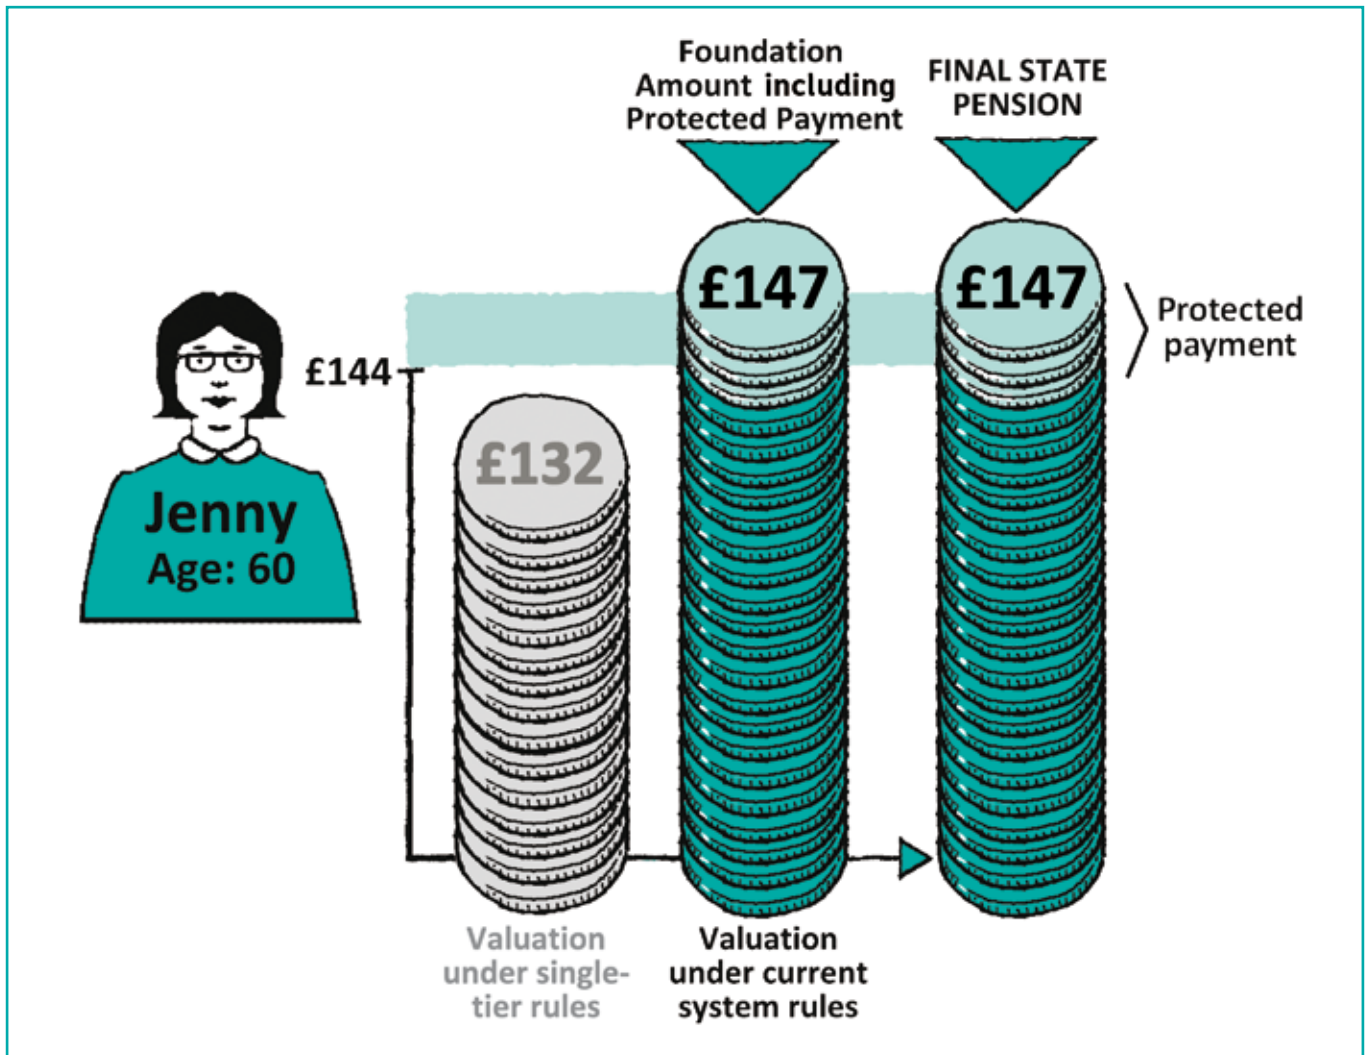 Foundation
Amount including
Protected Payment
FINAL STATE
PENSION
£147
£147
Protected
payment
£144
£132
Jenny
Age: 60
Valuation
under single-
tier rules
Valuation
under current
system rules